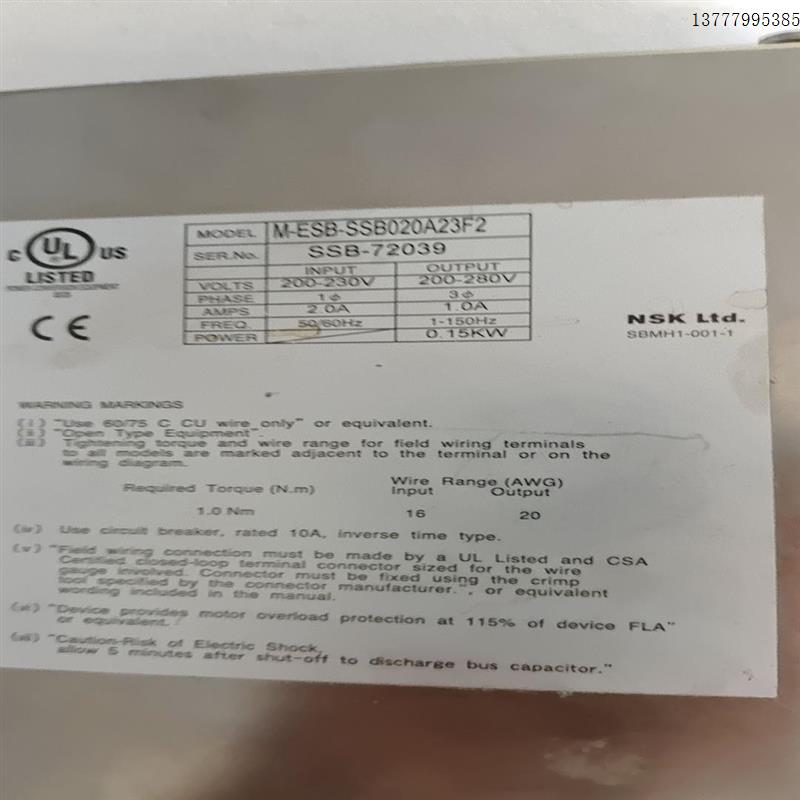 13777995385
C UL US
LISTED
CE
MODEL M-ESB-SSB020A23F2
SER.No. SSB-72039
INPUT OUTPUT
VOLTS 200-230V 200-280V
PHASE 1ϕ 3ϕ
AMPS 2.0A 1.0A
FREQ. 50/60Hz 1-150Hz
POWER 0.15KW
NSK Ltd.
SBMH1-001-1
WARNING MARKINGS
(i) "Use 60/75 C CU wire only" or equivalent.
(ii) "Open Type Equipment".
(iii) Tightening torque and wire range for field wiring terminals
to all models are marked adjacent to the terminal or on the
wiring diagram.
Required Torque (N.m) Wire Range (AWG)
Input Output
1.0 Nm 16 20
(iv) Use circuit breaker, rated 10A, inverse time type.
(v) "Field wiring connection must be made by a UL Listed and CSA
Certified closed-loop terminal connector sized for the wire
gauge involved. Connector must be fixed using the crimp
tool specified by the connector manufacturer.", or equivalent
wording included in the manual.
(vi) "Device provides motor overload protection at 115% of device FLA"
or equivalent.
(vii) "Caution-Risk of Electric Shock,
allow 5 minutes after shut-off to discharge bus capacitor."